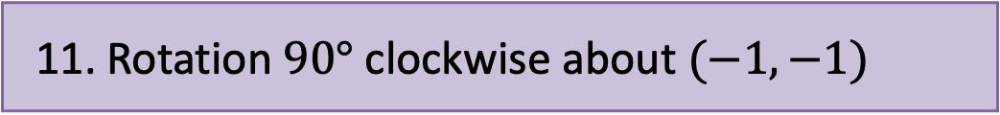 11. Rotation 90° clockwise about (−1, −1)